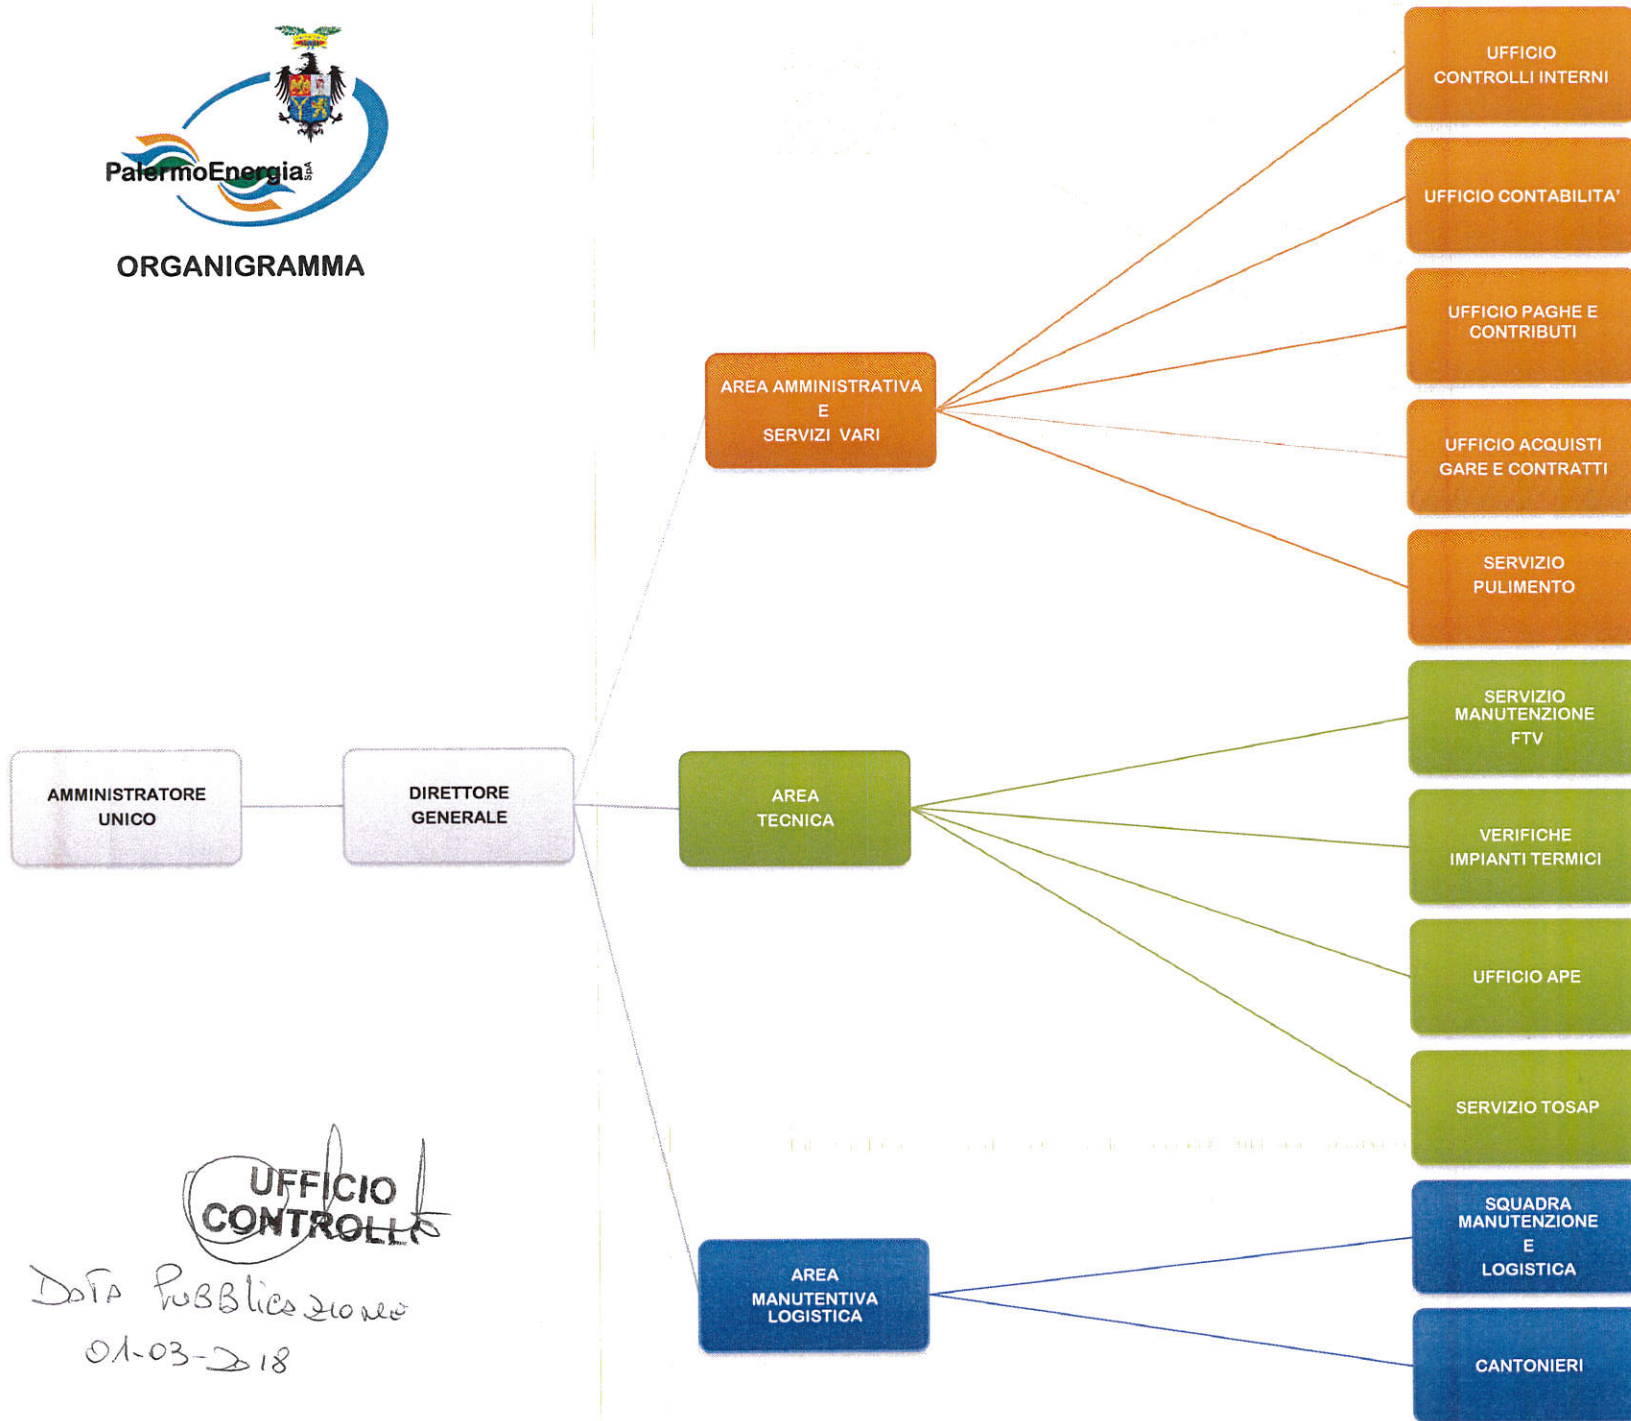 PalermoEnergia SpA
ORGANIGRAMMA
AMMINISTRATORE
UNICO
DIRETTORE
GENERALE
AREA AMMINISTRATIVA
E
SERVIZI VARI
UFFICIO
CONTROLLI INTERNI
UFFICIO CONTABILITA'
UFFICIO PAGHE E
CONTRIBUTI
UFFICIO ACQUISTI
GARE E CONTRATTI
SERVIZIO
PULIMENTO
AREA
TECNICA
SERVIZIO
MANUTENZIONE
FTV
VERIFICHE
IMPIANTI TERMICI
UFFICIO APE
SERVIZIO TOSAP
AREA
MANUTENTIVA
LOGISTICA
SQUADRA
MANUTENZIONE
E
LOGISTICA
CANTONIERI
UFFICIO
CONTROLLO
Data Pubblicazione
01-03-2018